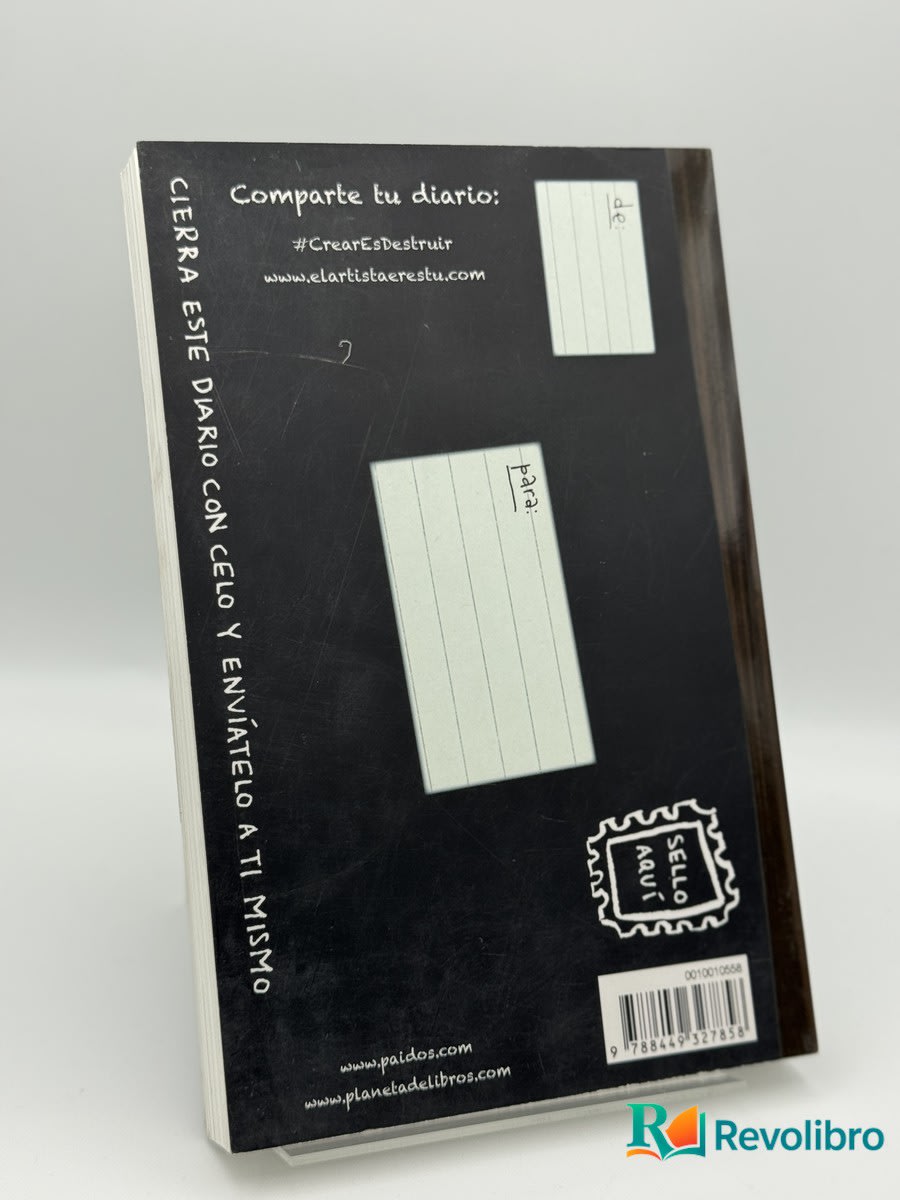 Comparte tu diario:
#CrearEsDestruir
www.elartistaerestu.com
de:
CIERRA ESTE DIARIO CON CELO Y ENVÍATELO A TI MISMO
para:
SELLO
AQUÍ
0010010558
9 788449 327858
www.paidos.com
www.planetadelibros.com
R Revolibro